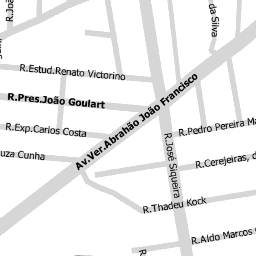 R.João
da Silva
R.Estud.Renato Victorino
R.Pres.João Goulart
Av.Ver.Abrahão João Francisco
R.Exp.Carlos Costa
R.Pedro Pereira
R.José Siqueira
uza Cunha
R.Cerejeiras, d
R.Thadeu Kock
R.Aldo Marcos